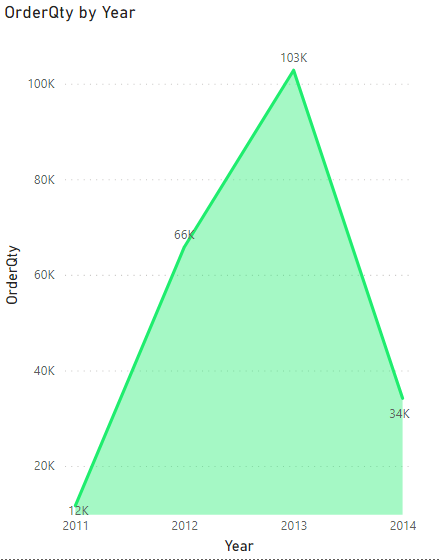 OrderQty by Year
103K
100K
80K
66K
60K
OrderQty
40K
34K
20K
12K
2011 2012 2013 2014
Year